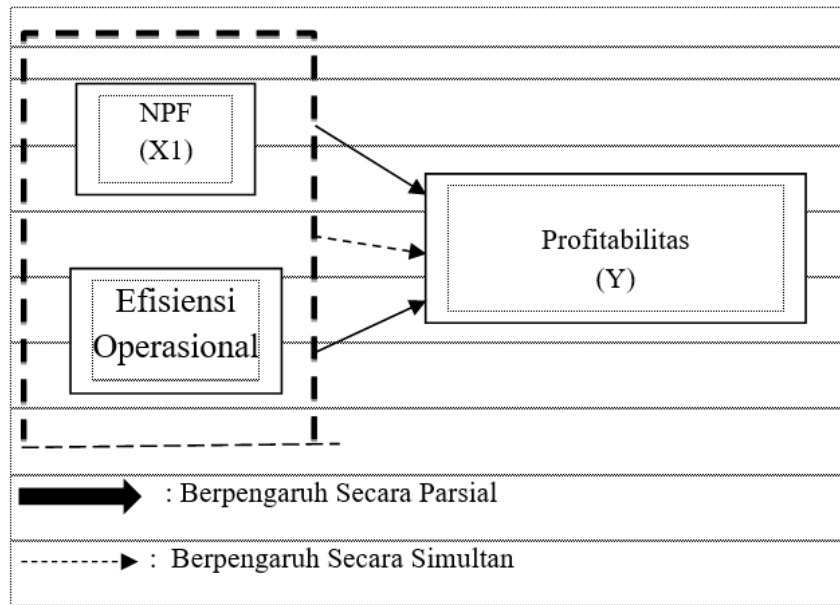 NPF
(X1)
Profitabilitas
(Y)
Efisiensi
Operasional
: Berpengaruh Secara Parsial
: Berpengaruh Secara Simultan